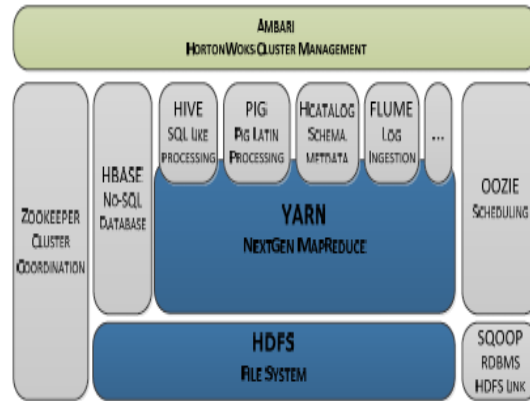 AMBARI
HORTONWOKS CLUSTER MANAGEMENT
ZOOKEEPER
CLUSTER
COORDINATION
HBASE
NO-SQL
DATABASE
HIVE
SQL LIKE
PROCESSING
PIG
PIG LATIN
PROCESSING
HCATALOG
SCHEMA
METDATA
FLUME
LOG
INGESTION
...
OOZIE
SCHEDULING
YARN
NEXTGEN MAPREDUCE
HDFS
FILE SYSTEM
SQOOP
RDBMS
HDFS LINK